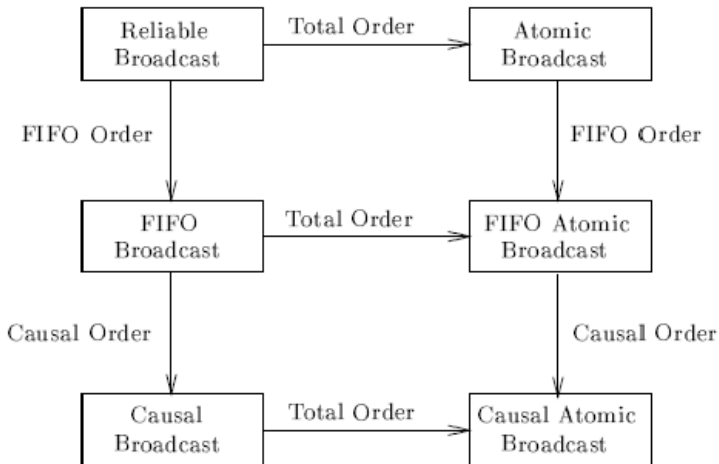 Reliable
Broadcast
Total Order
Atomic
Broadcast
FIFO Order
FIFO Order
FIFO
Broadcast
Total Order
FIFO Atomic
Broadcast
Causal Order
Causal Order
Causal
Broadcast
Total Order
Causal Atomic
Broadcast